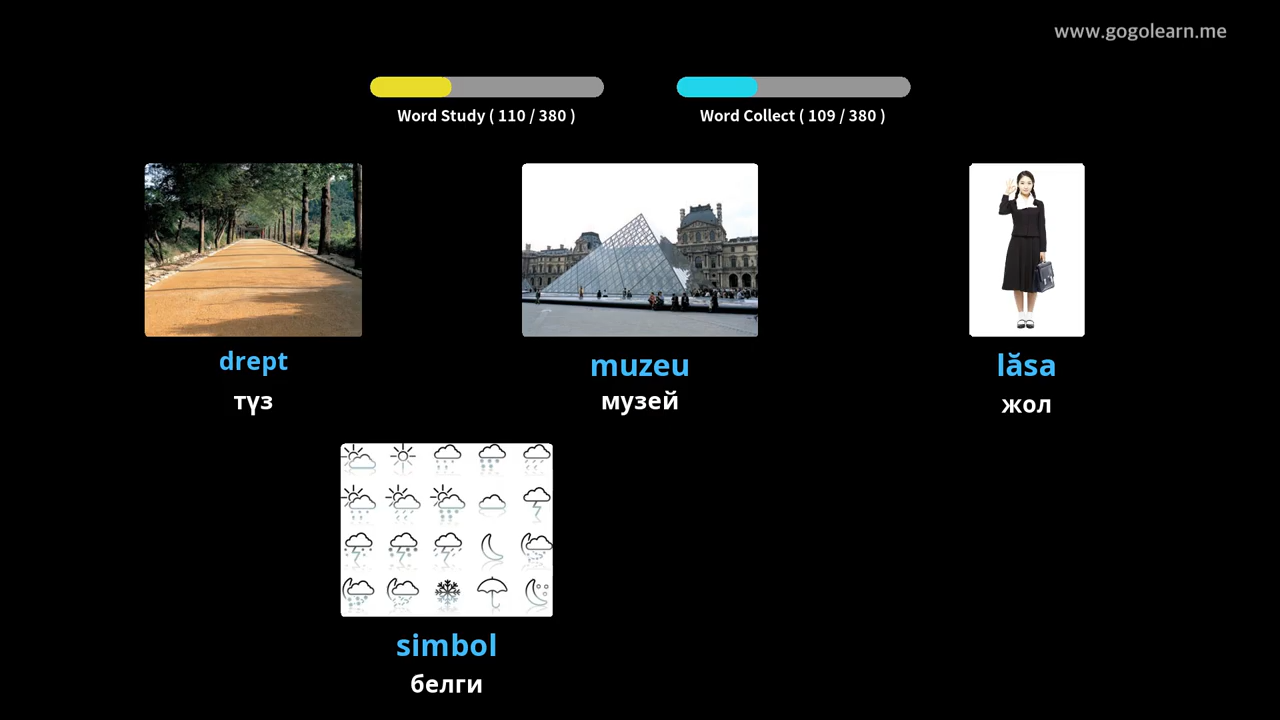 www.gogolearn.me
Word Study ( 110 / 380 )
Word Collect ( 109 / 380 )
drept
түз
muzeu
музей
lăsa
жол
simbol
белги